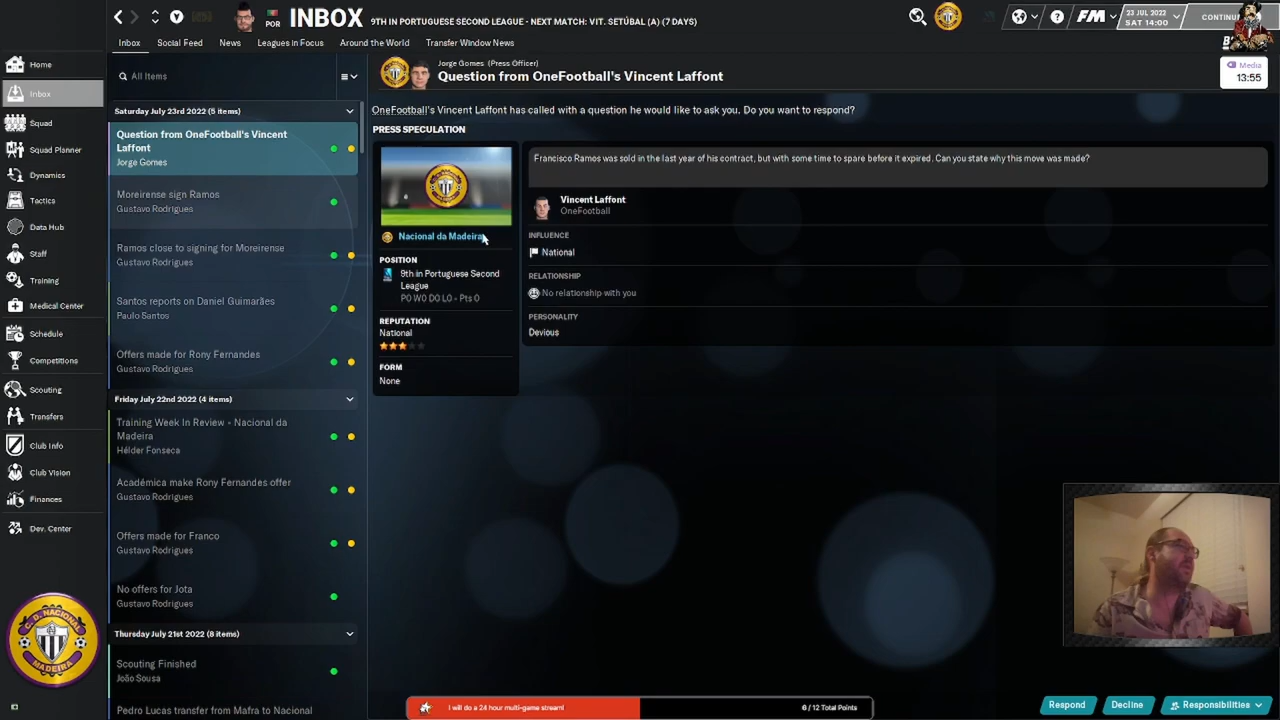 POR
INBOX
9TH IN PORTUGUESE SECOND LEAGUE - NEXT MATCH: VIT. SETÚBAL (A) (7 DAYS)
FM
23 JUL 2022
SAT 14:00
CONTINU
Inbox
Social Feed
News
Leagues in Focus
Around the World
Transfer Window News
Home
Inbox
Squad
Squad Planner
Dynamics
Tactics
Data Hub
Staff
Training
Medical Center
Schedule
Competitions
Scouting
Transfers
Club Info
Club Vision
Finances
Dev. Center
C.D. NACIONAL
MADEIRA
All Items
Saturday July 23rd 2022 (5 items)
Question from OneFootball's Vincent
Laffont
Jorge Gomes
Moreirense sign Ramos
Gustavo Rodrigues
Ramos close to signing for Moreirense
Gustavo Rodrigues
Santos reports on Daniel Guimarães
Paulo Santos
Offers made for Rony Fernandes
Gustavo Rodrigues
Friday July 22nd 2022 (4 items)
Training Week In Review - Nacional da
Madeira
Hélder Fonseca
Académica make Rony Fernandes offer
Gustavo Rodrigues
Offers made for Franco
Gustavo Rodrigues
No offers for Jota
Gustavo Rodrigues
Thursday July 21st 2022 (8 items)
Scouting Finished
João Sousa
Pedro Lucas transfer from Mafra to Nacional
Jorge Gomes (Press Officer)
Question from OneFootball's Vincent Laffont
Media
13:55
OneFootball's Vincent Laffont has called with a question he would like to ask you. Do you want to respond?
PRESS SPECULATION
Nacional da Madeira
POSITION
9th in Portuguese Second
League
P0 W0 D0 L0 - Pts 0
REPUTATION
National
FORM
None
Francisco Ramos was sold in the last year of his contract, but with some time to spare before it expired. Can you state why this move was made?
Vincent Laffont
OneFootball
INFLUENCE
National
RELATIONSHIP
No relationship with you
PERSONALITY
Devious
I will do a 24 hour multi-game stream!
6 / 12 Total Points
Respond
Decline
Responsibilities